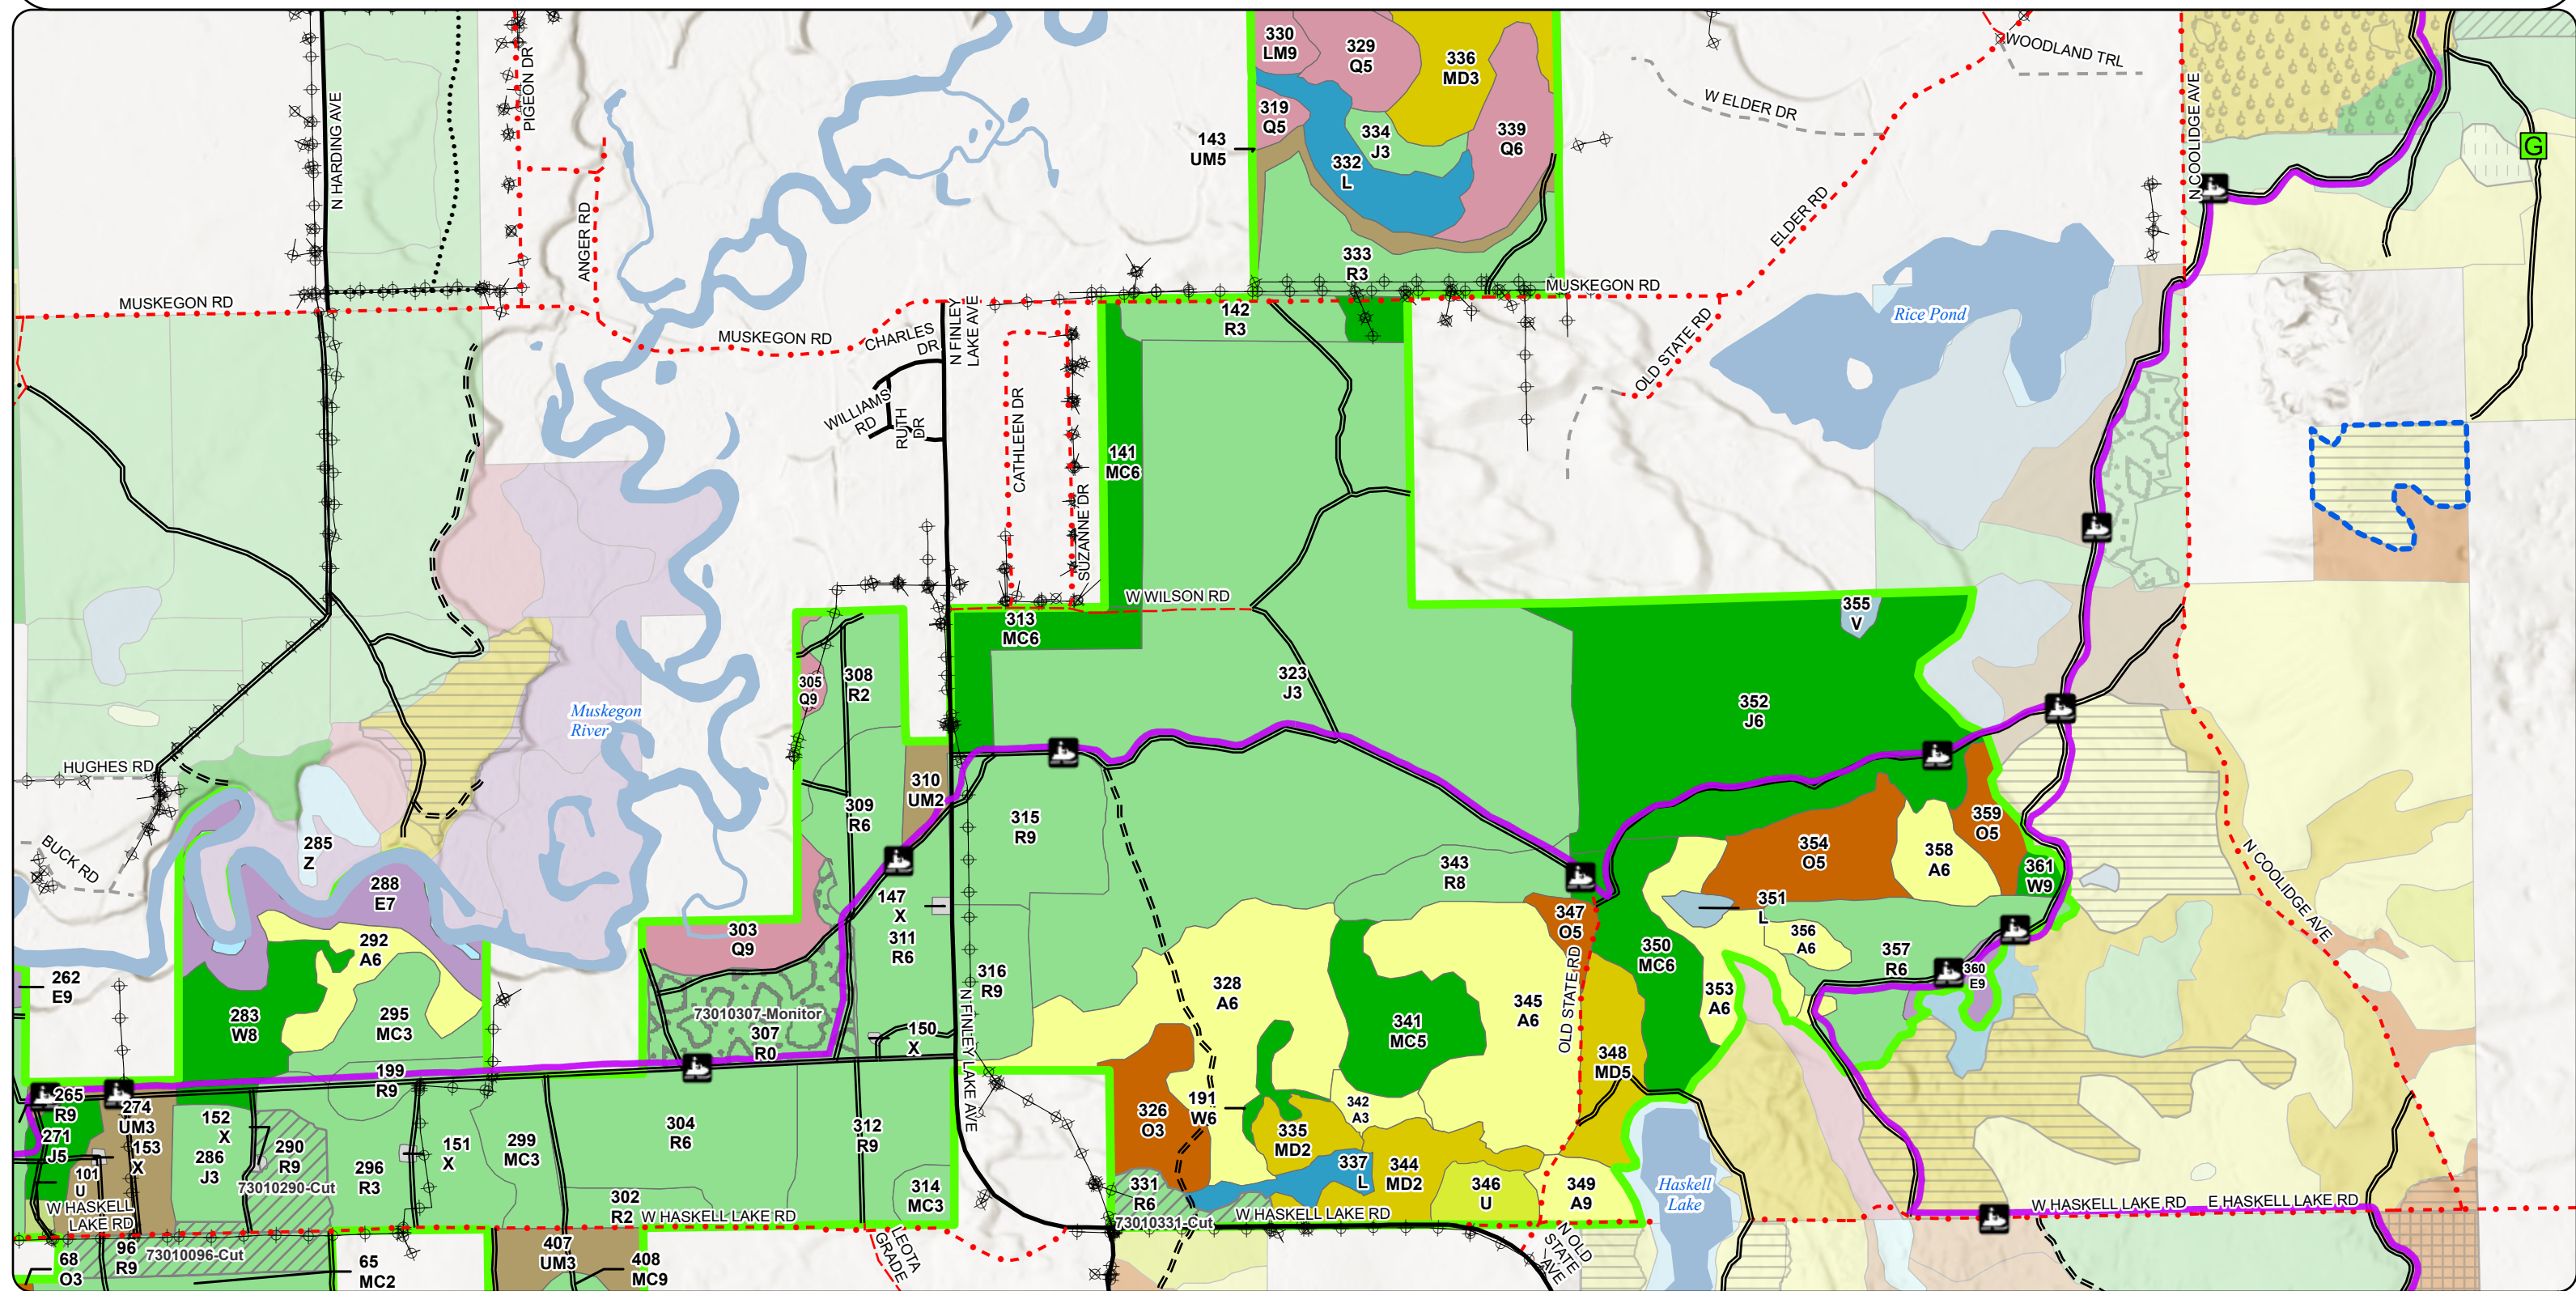 330
LM9
329
Q5
336
MD3
WOODLAND TRL
N HARDING AVE
PIGEON DR
W ELDER DR
N COOLIDGE AVE
319
Q5
334
J3
339
Q6
143
UM5
332
L
G
ANGER RD
ELDER RD
333
R3
MUSKEGON RD
MUSKEGON RD
142
R3
Rice Pond
MUSKEGON RD
CHARLES
DR
N FINLEY
LAKE AVE
OLD STATE RD
WILLIAMS
RD
RUTH
DR
CATHLEEN DR
SUZANNE DR
141
MC6
W WILSON RD
355
V
313
MC6
305
Q9
308
R2
323
J3
352
J6
Muskegon
River
HUGHES RD
310
UM2
309
R6
315
R9
359
O5
354
O5
358
A6
BUCK RD
285
Z
343
R8
361
W9
N COOLIDGE AVE
288
E7
147
X
351
L
347
O5
303
Q9
292
A6
311
R6
356
A6
350
MC6
357
R6
360
E9
262
E9
316
R9
328
A6
353
A6
345
A6
283
W8
295
MC3
73010307-Monitor
307
R0
150
X
341
MC5
OLD STATE RD
N FINLEY LAKE AVE
348
MD5
199
R9
265
R9
274
UM3
152
X
191
W6
342
A3
326
O3
304
R6
312
R9
271
J5
153
X
290
R9
151
X
299
MC3
335
MD2
286
J3
296
R3
337
L
344
MD2
101
U
73010290-Cut
331
R6
346
U
349
A9
Haskell
Lake
314
MC3
302
R2
W HASKELL
LAKE RD
W HASKELL LAKE RD
73010331-Cut
W HASKELL LAKE RD
W HASKELL LAKE RD
E HASKELL LAKE RD
68
O3
96
R9
73010096-Cut
65
MC2
407
UM3
408
MC9
LEOTA
GRADE
N OLD
STATE
AVE